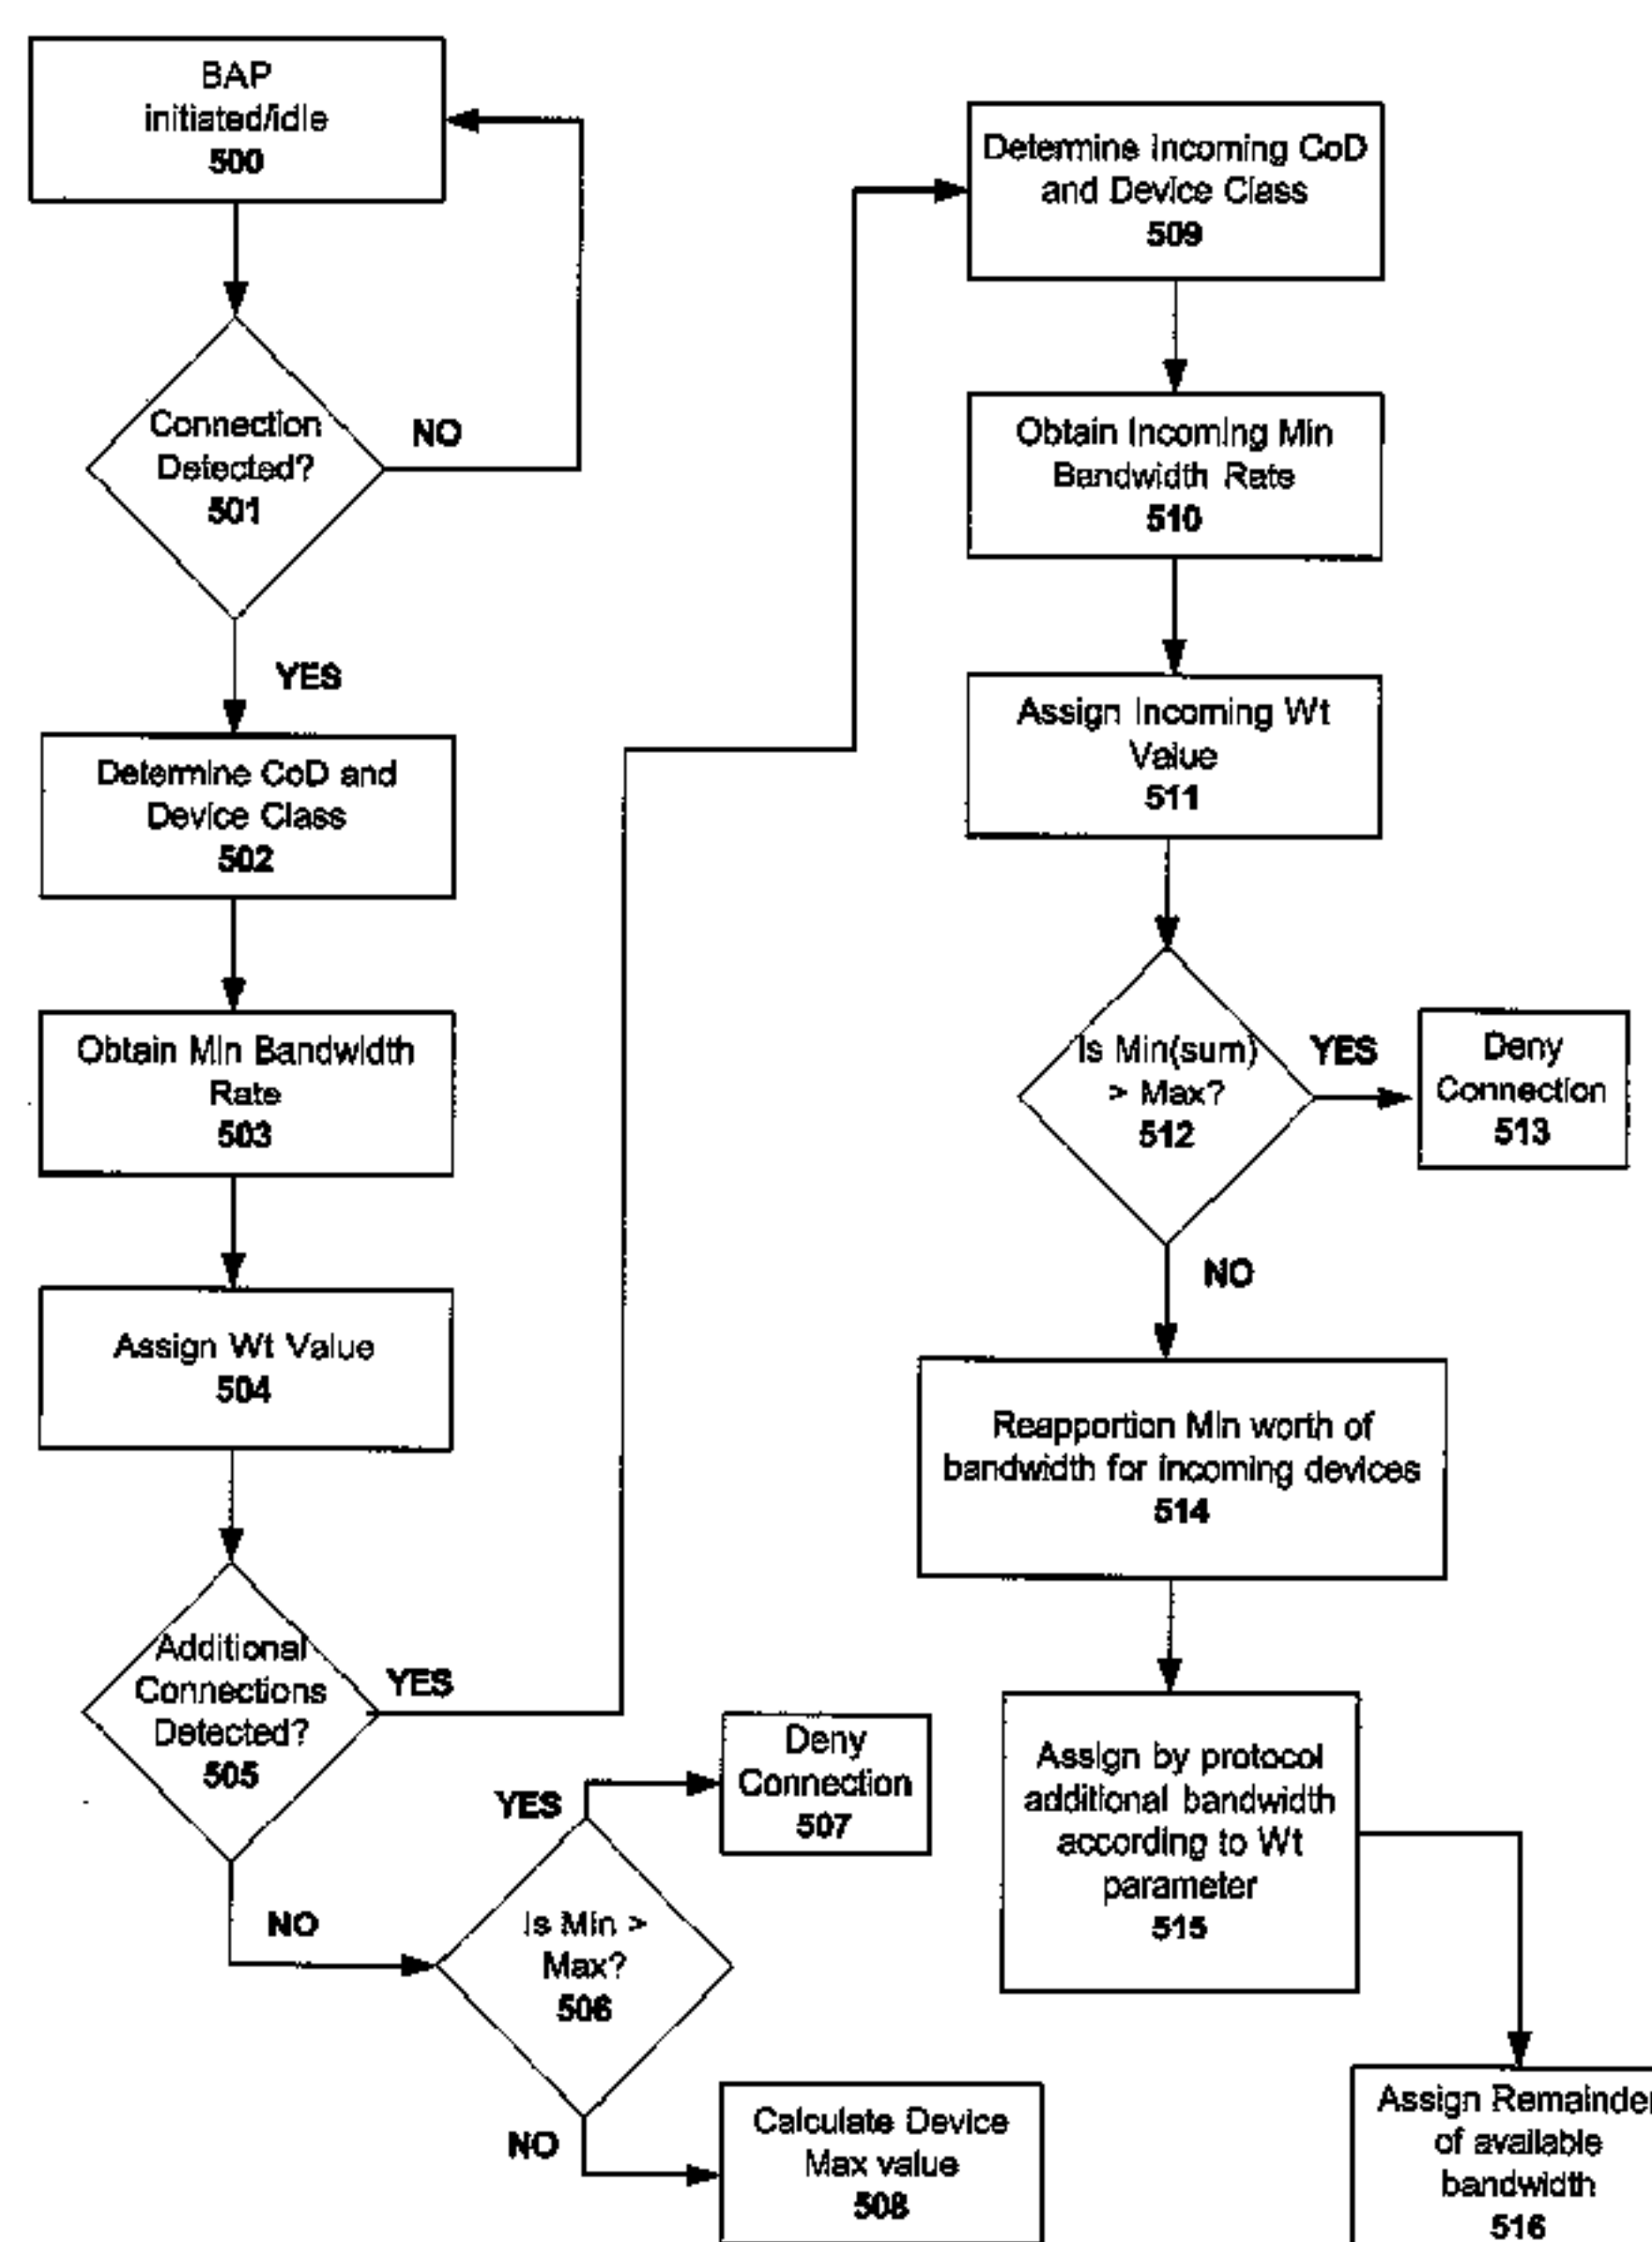 BAP
initiated/idle
500
Connection
Detected?
501
NO
YES
Determine CoD and
Device Class
502
Obtain Min Bandwidth
Rate
503
Assign Wt Value
504
Additional
Connections
Detected?
505
YES
NO
Is Min >
Max?
506
YES
Deny
Connection
507
NO
Calculate Device
Max value
508
Determine Incoming CoD
and Device Class
509
Obtain Incoming Min
Bandwidth Rate
510
Assign Incoming Wt
Value
511
Is Min(sum)
> Max?
512
YES
Deny
Connection
513
NO
Reapportion Min worth of
bandwidth for incoming devices
514
Assign by protocol
additional bandwidth
according to Wt
parameter
515
Assign Remainder
of available
bandwidth
516